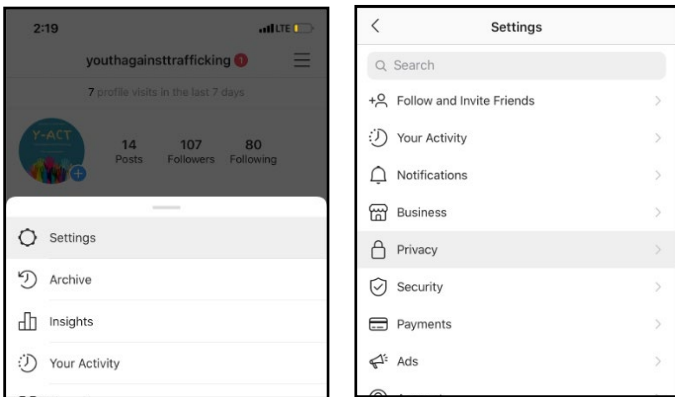 2:19
LTE
youthagainsttrafficking 1
7 profile visits in the last 7 days
Y-ACT
14 107 80
Posts Followers Following
Settings
Archive
Insights
Your Activity
Settings
Search
Follow and Invite Friends
Your Activity
Notifications
Business
Privacy
Security
Payments
Ads